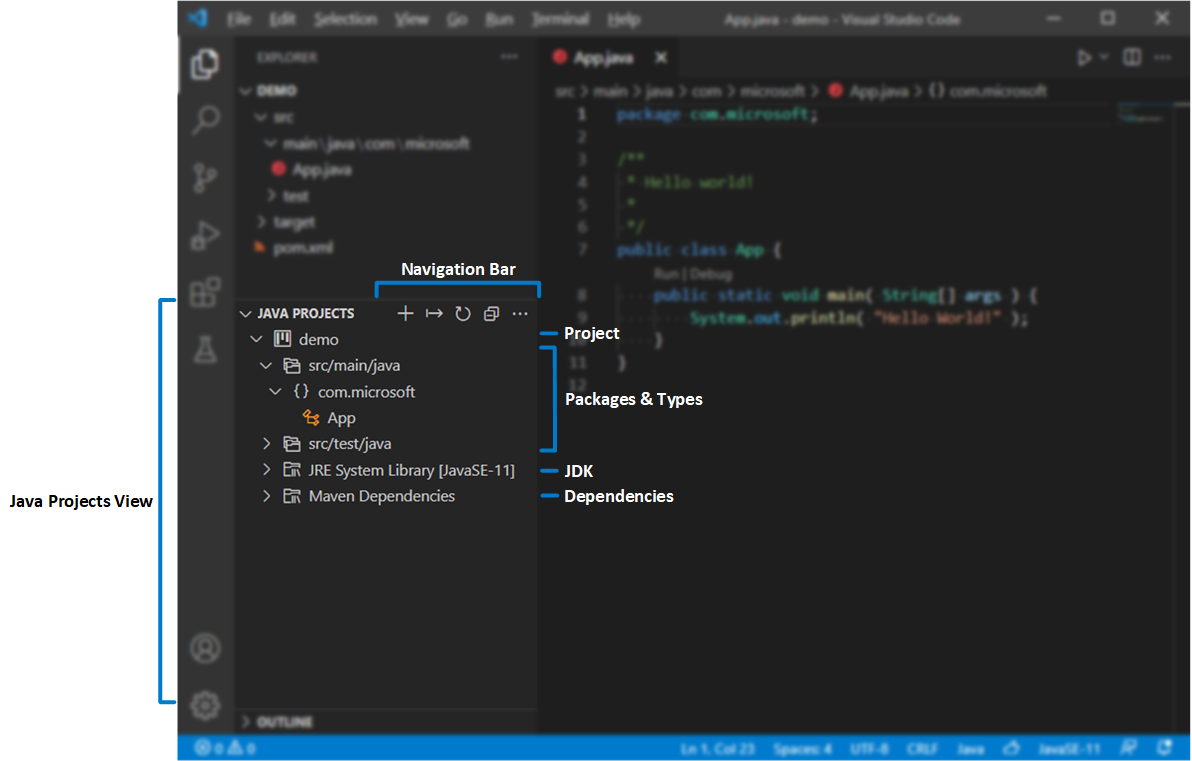 File Edit Selection View Go Run Terminal Help
App.java - demo - Visual Studio Code
EXPLORER
DEMO
src
main\java\com\microsoft
App.java
test
target
pom.xml
Navigation Bar
JAVA PROJECTS
demo
src/main/java
com.microsoft
App
src/test/java
JRE System Library [JavaSE-11]
Maven Dependencies
Project
Packages & Types
JDK
Dependencies
Java Projects View
OUTLINE
App.java
src > main > java > com > microsoft > App.java > {} com.microsoft
1 package com.microsoft;
2
3 /**
4 * Hello world!
5 *
6 */
7 public class App {
Run | Debug
8 public static void main( String[] args ) {
9 System.out.println( "Hello World!" );
10 }
11 }
12
0 0
Ln 1, Col 23 Spaces: 4 UTF-8 CRLF Java JavaSE-11